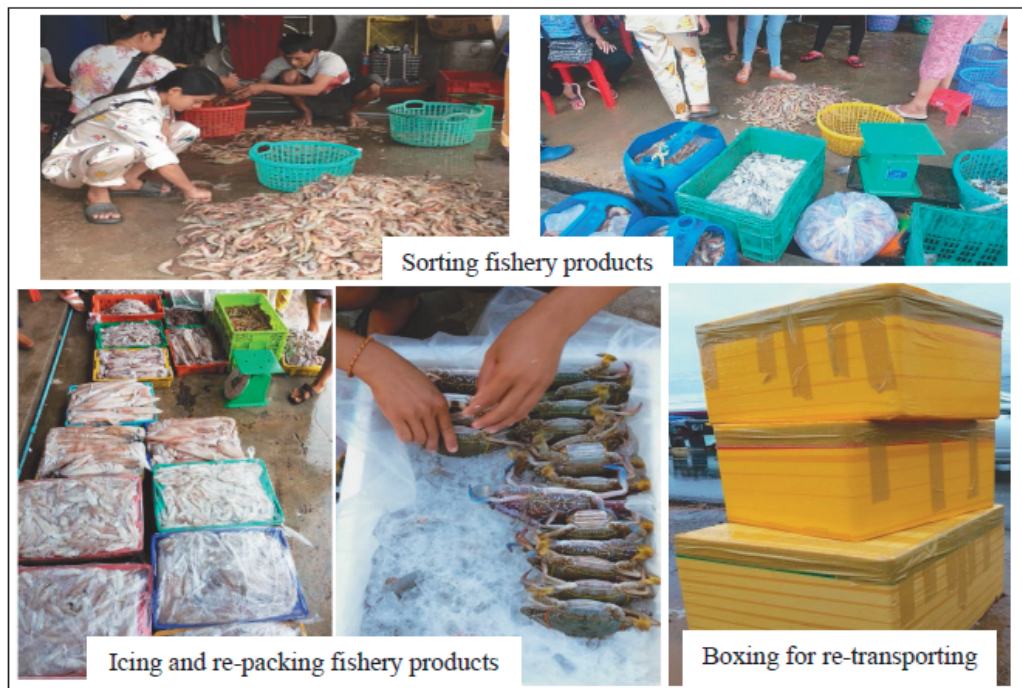 Sorting fishery products
Icing and re-packing fishery products
Boxing for re-transporting